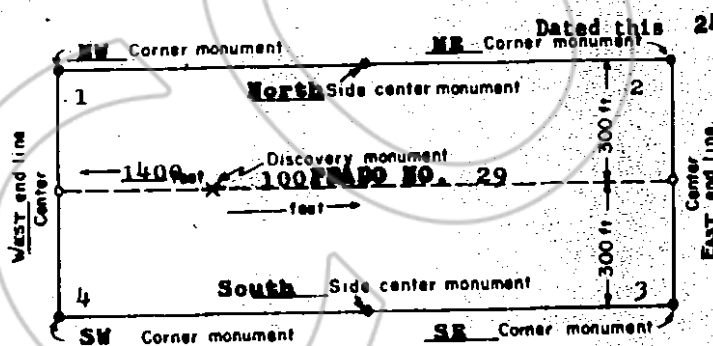 Dated this 2
NW Corner monument
NE Corner monument
1
North Side center monument
2
300 ft
Discovery monument
1400 feet
100 PRADO NO. 29
feet
WEST end line
Center
Center
EAST end line
300 ft
4
South Side center monument
3
SW Corner monument
SE Corner monument